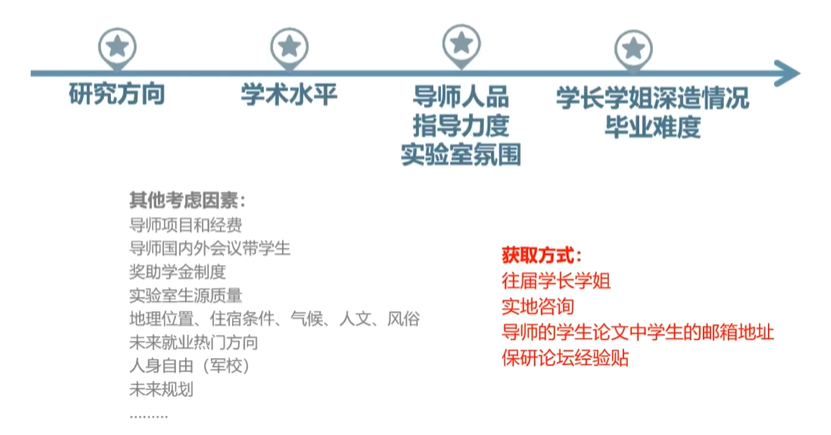 研究方向
学术水平
导师人品
指导力度
实验室氛围
学长学姐深造情况
毕业难度
其他考虑因素：
导师项目和经费
导师国内外会议带学生
奖助学金制度
实验室生源质量
地理位置、住宿条件、气候、人文、风俗
未来就业热门方向
人身自由（军校）
未来规划
………
获取方式：
往届学长学姐
实地咨询
导师的学生论文中学生的邮箱地址
保研论坛经验贴